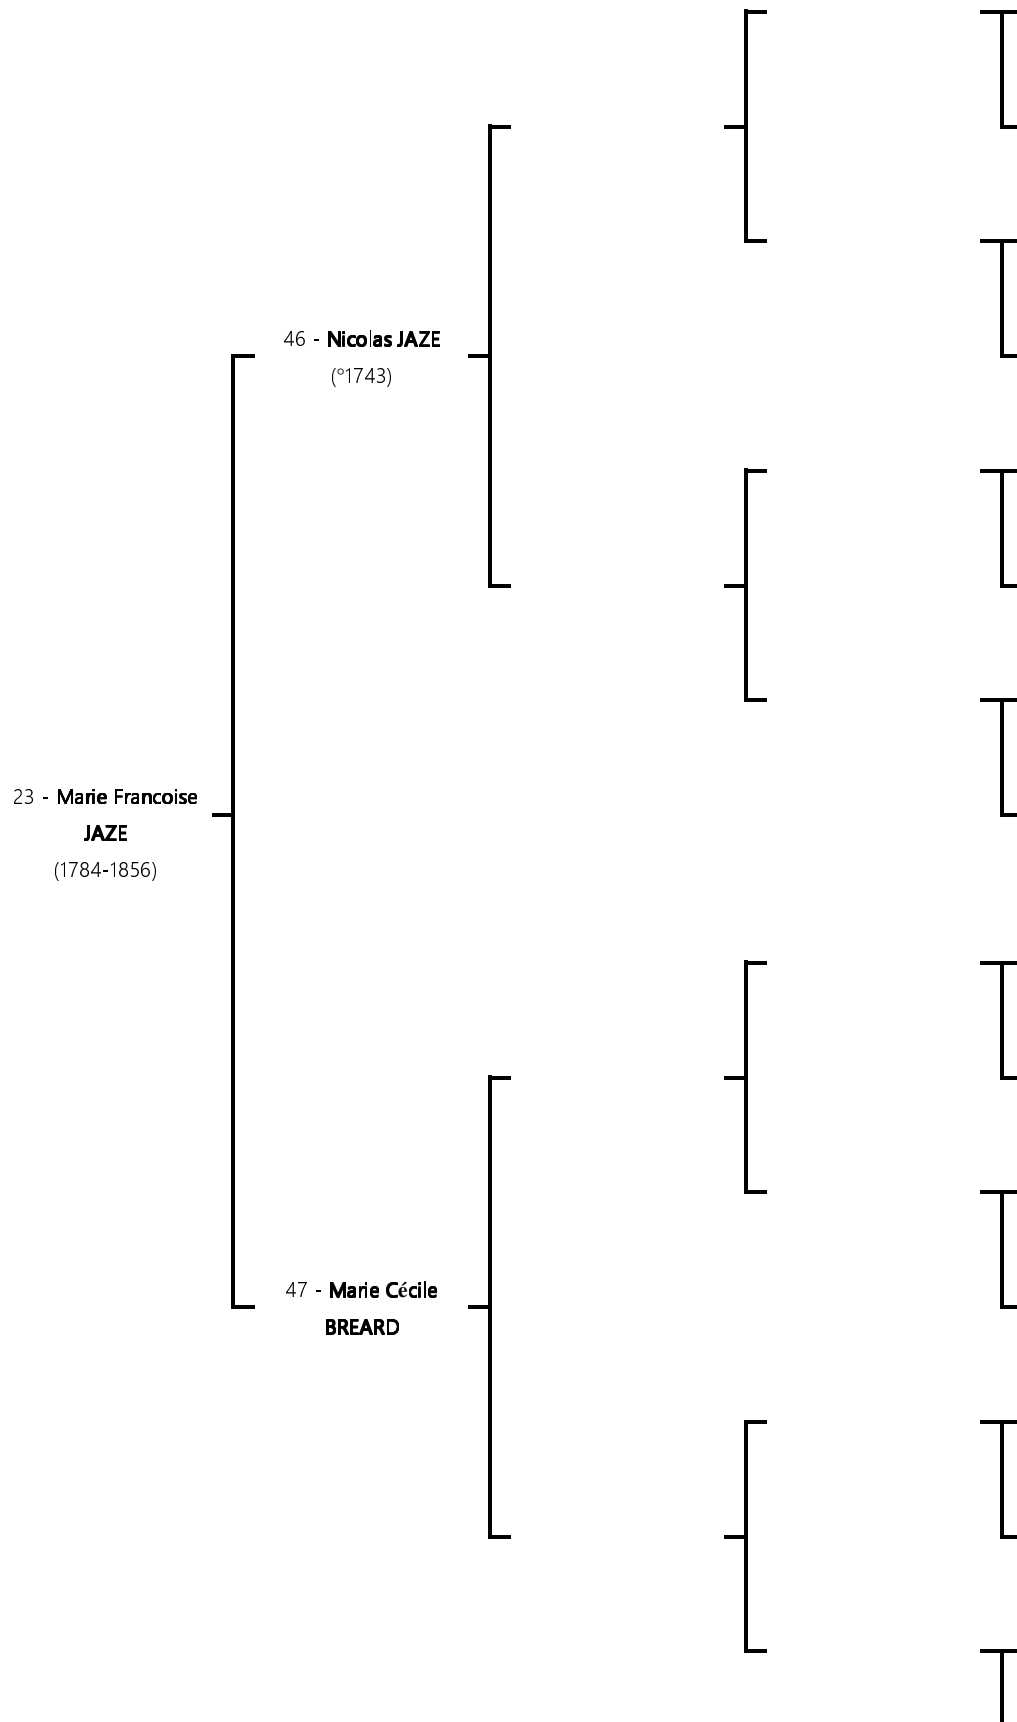 46 - Nicolas JAZE
(°1743)
23 - Marie Francoise
JAZE
(1784-1856)
47 - Marie Cécile
BREARD